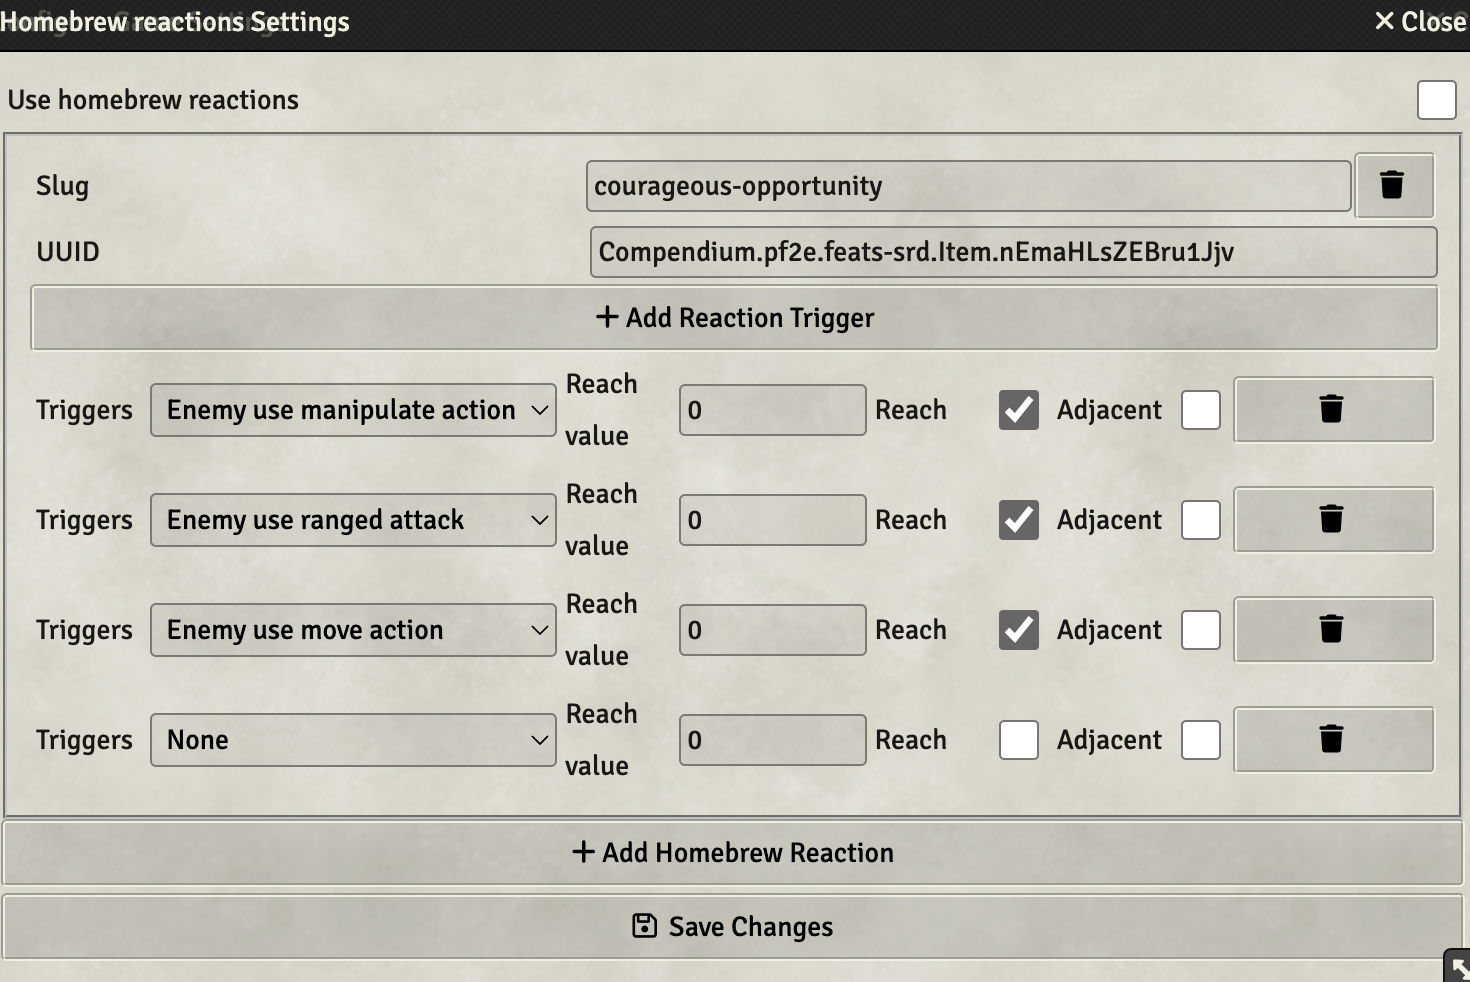 Homebrew reactions Settings
Close
Use homebrew reactions
Slug courageous-opportunity
UUID Compendium.pf2e.feats-srd.Item.nEmaHLsZEBru1Jjv
Add Reaction Trigger
Triggers Enemy use manipulate action Reach value 0 Reach Adjacent
Triggers Enemy use ranged attack Reach value 0 Reach Adjacent
Triggers Enemy use move action Reach value 0 Reach Adjacent
Triggers None Reach value 0 Reach Adjacent
Add Homebrew Reaction
Save Changes